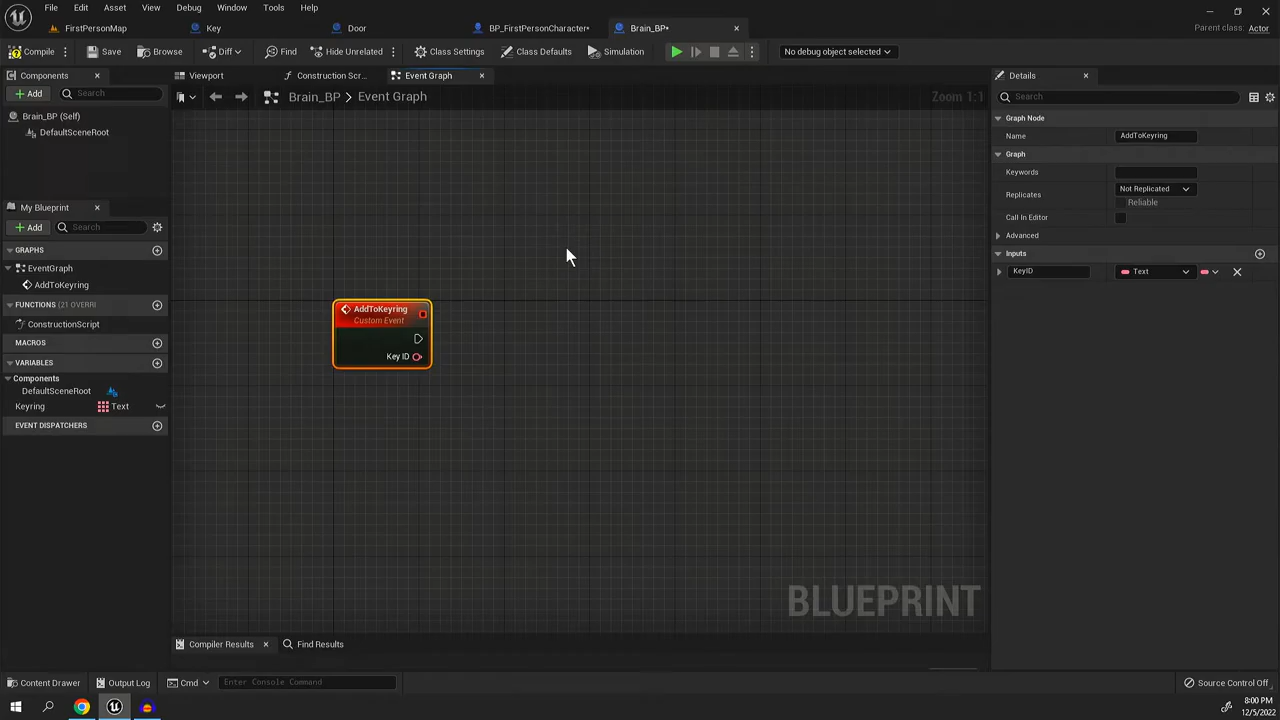 File Edit Asset View Debug Window Tools Help
FirstPersonMap Key Door BP_FirstPersonCharacter* Brain_BP* Parent class: Actor
Compile Save Browse Diff Find Hide Unrelated Class Settings Class Defaults Simulation No debug object selected
Components Viewport Construction Scr... Event Graph Details
Add Search Brain_BP > Event Graph Zoom 1:1 Search
Brain_BP (Self) Graph Node
DefaultSceneRoot Name AddToKeyring
Graph
Keywords
Replicates Not Replicated
Reliable
Call In Editor
Advanced
Inputs
KeyID Text
My Blueprint
Add Search
GRAPHS
EventGraph
AddToKeyring
FUNCTIONS (21 OVERRI
ConstructionScript
MACROS
VARIABLES
Components
DefaultSceneRoot
Keyring Text
EVENT DISPATCHERS
AddToKeyring
Custom Event
Key ID
BLUEPRINT
Compiler Results Find Results
Content Drawer Output Log Cmd Enter Console Command Source Control Off
8:00 PM
12/5/2022